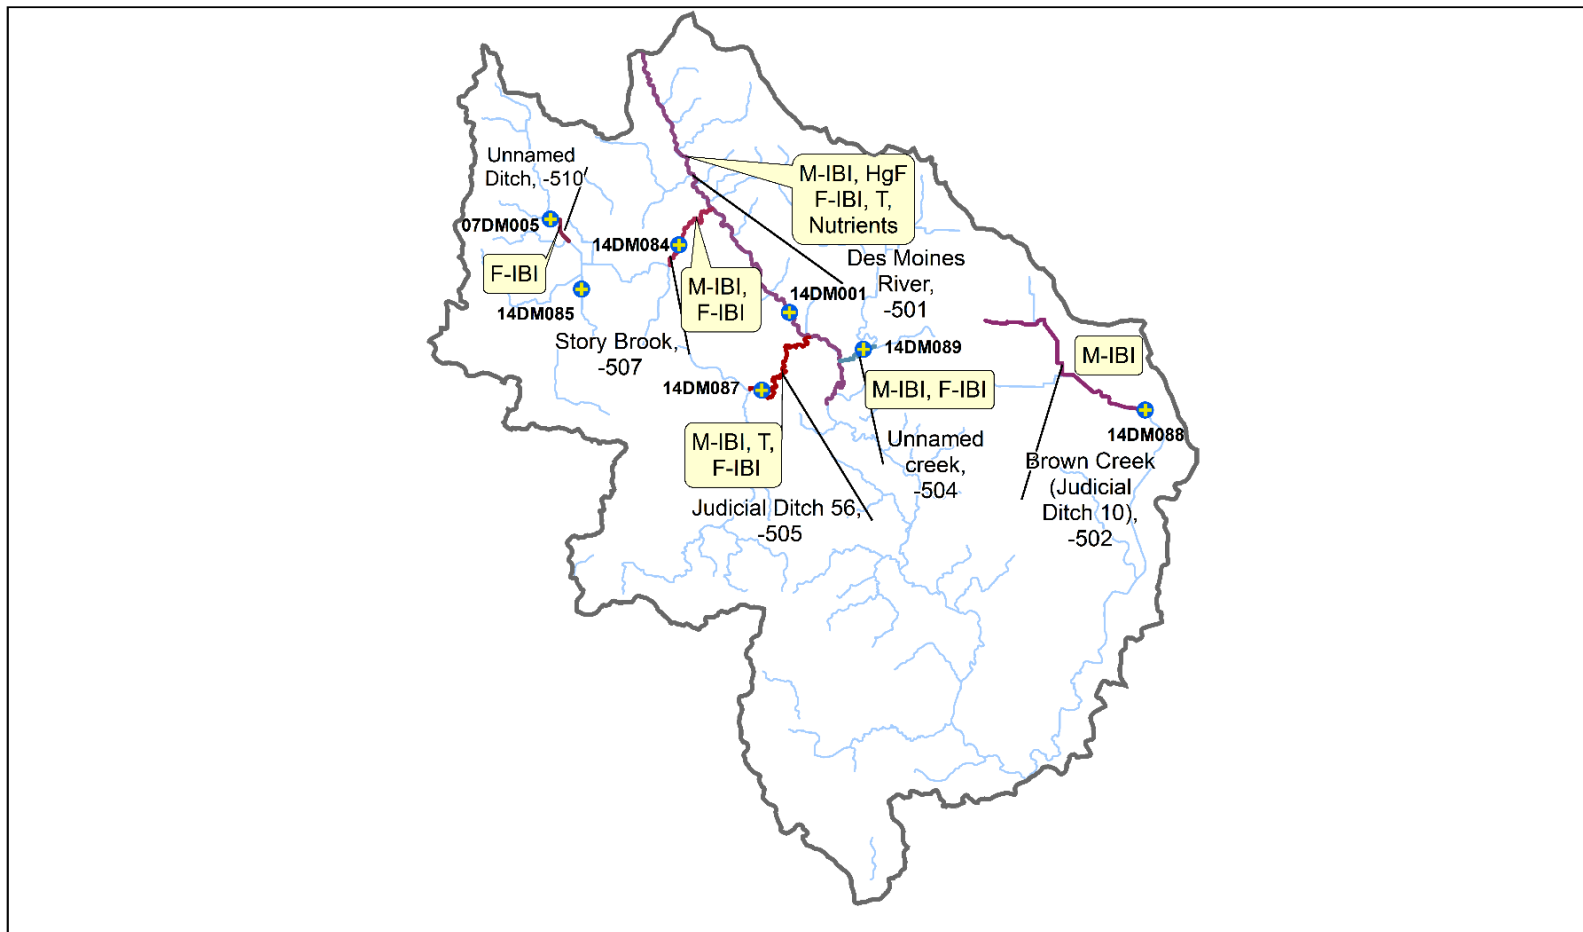 Unnamed
Ditch, -510
07DM005
F-IBI
14DM085
14DM084
M-IBI,
F-IBI
Story Brook,
-507
M-IBI, HgF
F-IBI, T,
Nutrients
Des Moines
River,
-501
14DM001
14DM089
M-IBI, F-IBI
Unnamed
creek,
-504
14DM087
M-IBI, T,
F-IBI
Judicial Ditch 56,
-505
M-IBI
14DM088
Brown Creek
(Judicial
Ditch 10),
-502